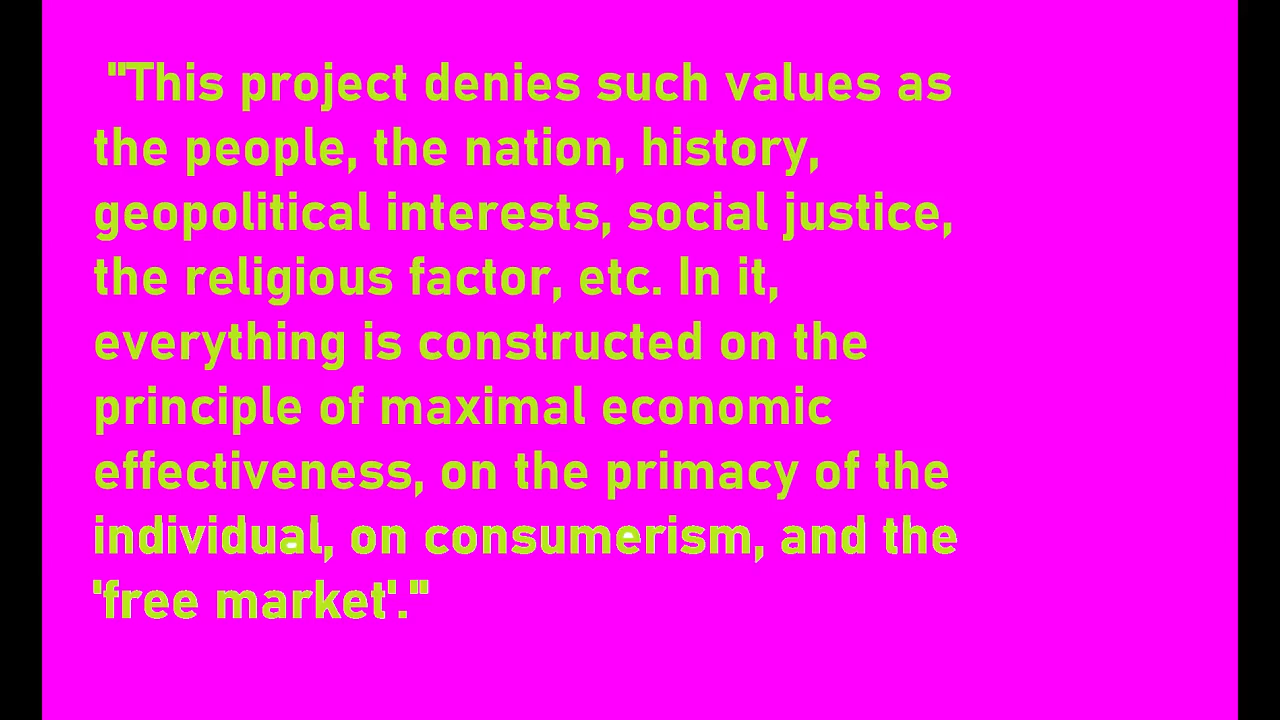 "This project denies such values as
the people, the nation, history,
geopolitical interests, social justice,
the religious factor, etc. In it,
everything is constructed on the
principle of maximal economic
effectiveness, on the primacy of the
individual, on consumerism, and the
'free market'."